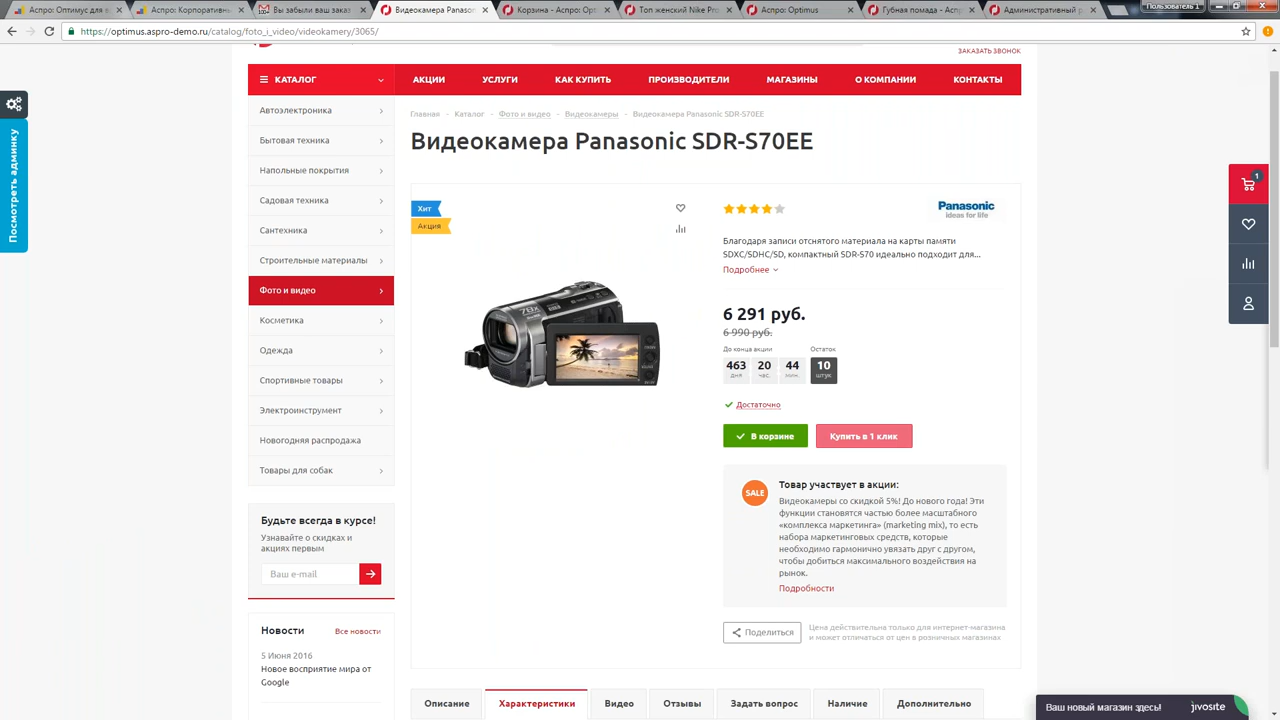 Аспро: Оптимус для в
Аспро: Корпоративны
Вы забыли ваш заказ
Видеокамера Panasoni
Корзина - Аспро: Опт
Топ женский Nike Pro
Аспро: Optimus
Губная помада - Аспро
Административный р
Пользователь 1
https://optimus.aspro-demo.ru/catalog/foto_i_video/videokamery/3065/
ЗАКАЗАТЬ ЗВОНОК
КАТАЛОГ
АКЦИИ
УСЛУГИ
КАК КУПИТЬ
ПРОИЗВОДИТЕЛИ
МАГАЗИНЫ
О КОМПАНИИ
КОНТАКТЫ
Посмотреть админку
Автоэлектроника
Бытовая техника
Напольные покрытия
Садовая техника
Сантехника
Строительные материалы
Фото и видео
Косметика
Одежда
Спортивные товары
Электроинструмент
Новогодняя распродажа
Товары для собак
Будьте всегда в курсе!
Узнавайте о скидках и
акциях первым
Ваш e-mail
Новости
Все новости
5 Июня 2016
Новое восприятие мира от
Google
Главная - Каталог - Фото и видео - Видеокамеры - Видеокамера Panasonic SDR-S70EE
Видеокамера Panasonic SDR-S70EE
Хит
Акция
Panasonic
ideas for life
Благодаря записи отснятого материала на карты памяти
SDXC/SDHC/SD, компактный SDR-S70 идеально подходит для...
Подробнее
6 291 руб.
6 990 руб.
До конца акции
Остаток
463 20 44 10
дня час. мин. штук
Достаточно
В корзине
Купить в 1 клик
SALE
Товар участвует в акции:
Видеокамеры со скидкой 5%! До нового года! Эти
функции становятся частью более масштабного
«комплекса маркетинга» (marketing mix), то есть
набора маркетинговых средств, которые
необходимо гармонично увязать друг с другом,
чтобы добиться максимального воздействия на
рынок.
Подробности
Поделиться
Цена действительна только для интернет-магазина
и может отличаться от цен в розничных магазинах
Описание
Характеристики
Видео
Отзывы
Задать вопрос
Наличие
Дополнительно
1
Ваш новый магазин здесь!
jivosite